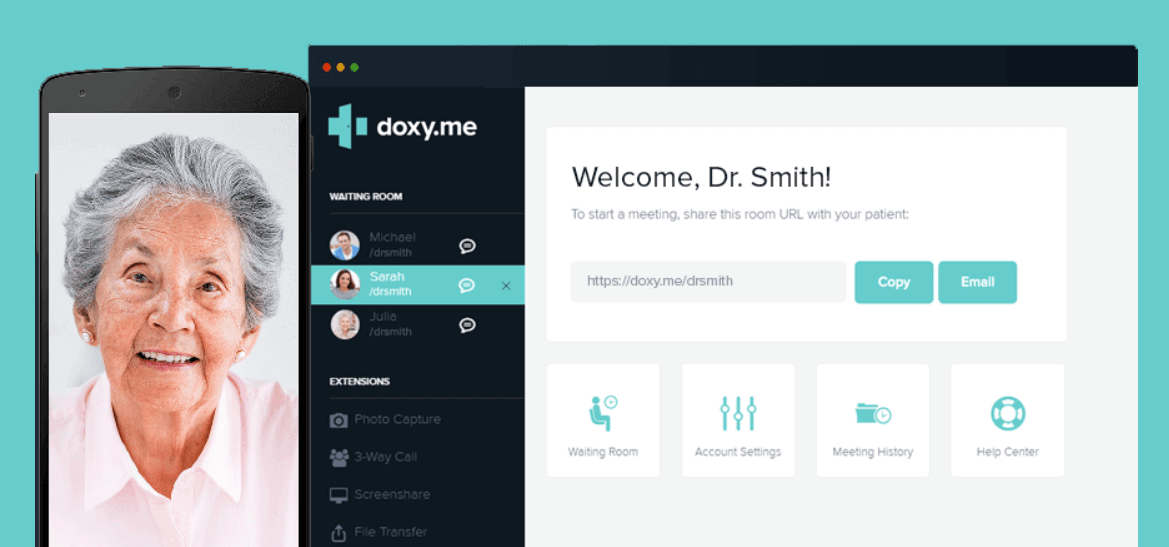 doxy.me
WAITING ROOM
Michael
/drsmith
Sarah
/drsmith
Julia
/drsmith
EXTENSIONS
Photo Capture
3-Way Call
Screenshare
File Transfer
Welcome, Dr. Smith!
To start a meeting, share this room URL with your patient:
https://doxy.me/drsmith
Copy
Email
Waiting Room
Account Settings
Meeting History
Help Center